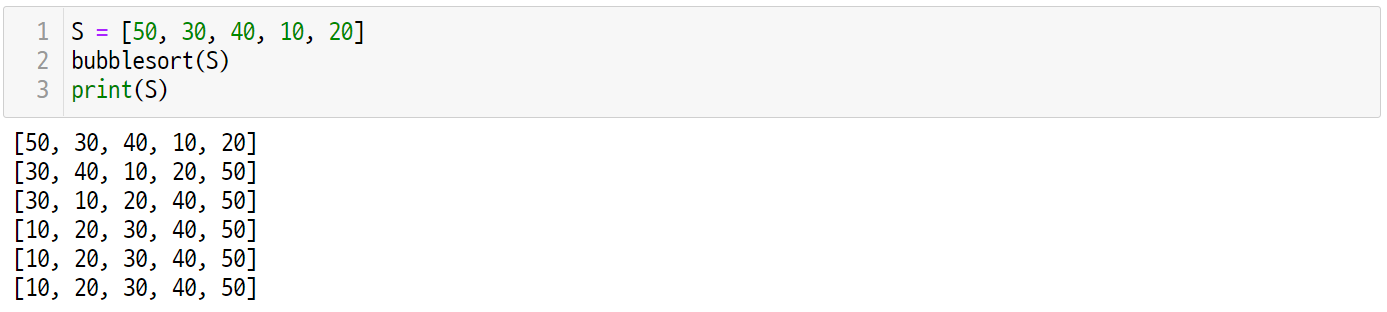 1 S = [50, 30, 40, 10, 20]
2 bubblesort(S)
3 print(S)
[50, 30, 40, 10, 20]
[30, 40, 10, 20, 50]
[30, 10, 20, 40, 50]
[10, 20, 30, 40, 50]
[10, 20, 30, 40, 50]
[10, 20, 30, 40, 50]